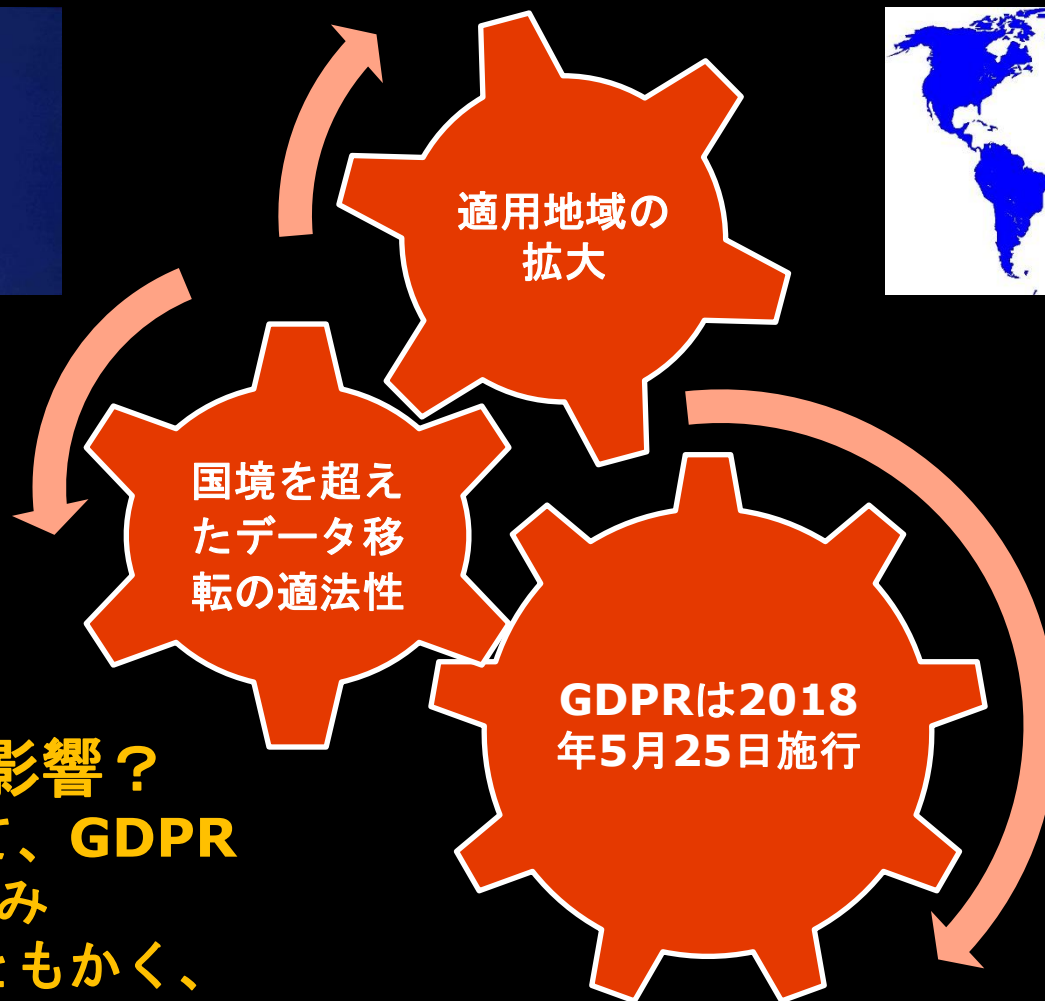 適用地域の
拡大
国境を超え
たデータ移
転の適法性
GDPRは2018
年5月25日施行
影響？
て、GDPR
み
ともかく、